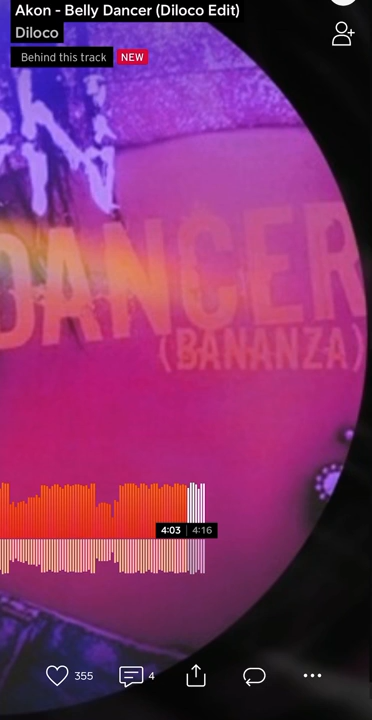 Akon - Belly Dancer (Diloco Edit)
Diloco
Behind this track NEW
DANCER
(BANANZA)
4:03 4:16
355 4